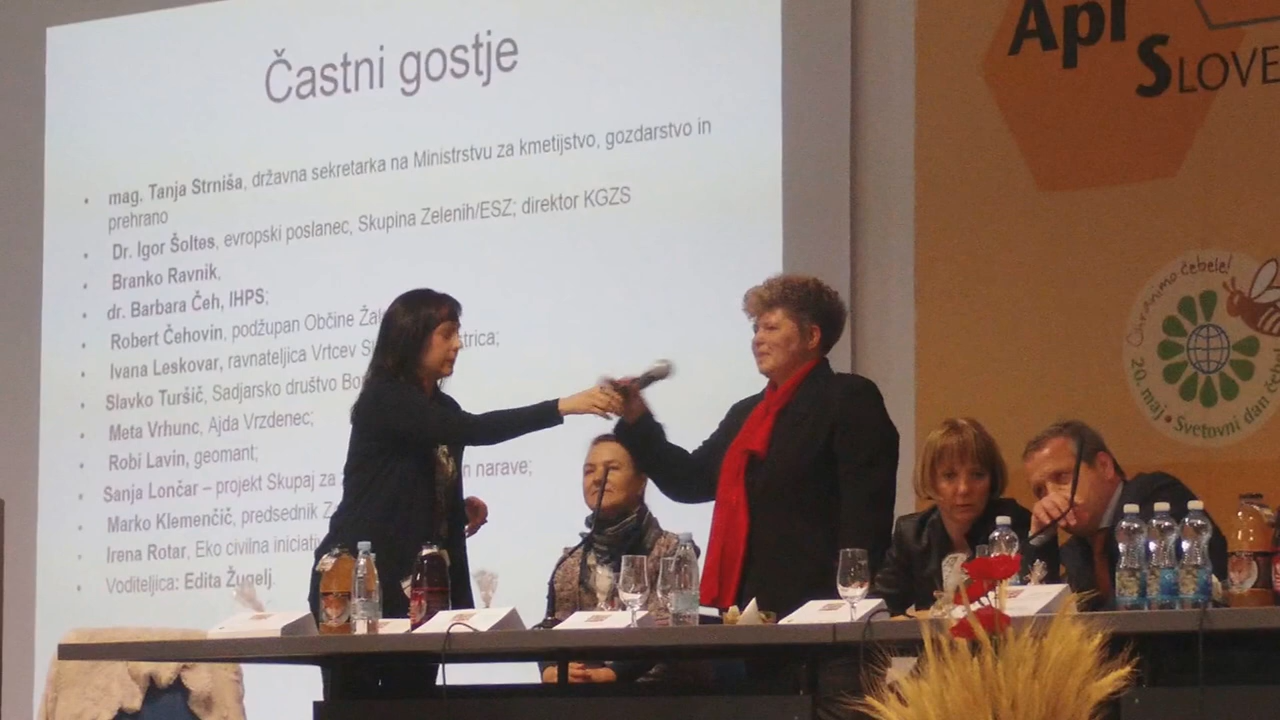 Častni gostje
• mag. Tanja Strniša, državna sekretarka na Ministrstvu za kmetijstvo, gozdarstvo in
prehrano
• Dr. Igor Šoltes, evropski poslanec, Skupina Zelenih/ESZ; direktor KGZS
• Branko Ravnik,
• dr. Barbara Čeh, IHPS;
• Robert Čehovin, podžupan Občine
• Ivana Leskovar, ravnateljica Vrtcev
• Slavko Turšič, Sadjarsko društvo
• Meta Vrhunc, Ajda Vrzdenec;
• Robi Lavin, geomant;
• Sanja Lončar – projekt Skupaj za narave;
• Marko Klemenčič, predsednik
• Irena Rotar, Eko civilna
• Voditeljica: Edita Žugelj
ApI
SLOVE
Ohranimo čebele!
20. maj • Svetovni dan